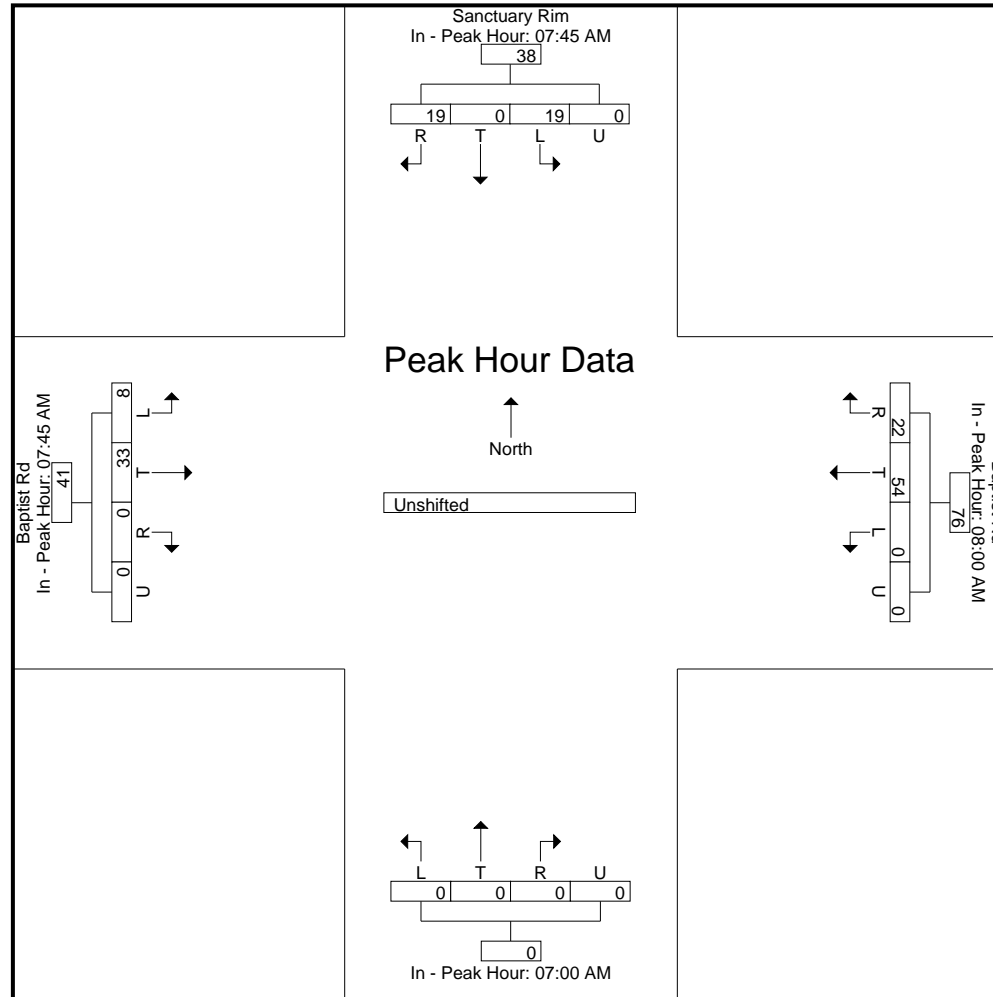 Sanctuary Rim
In - Peak Hour: 07:45 AM
38
19 0 19 0
R T L U
Peak Hour Data
North
Unshifted
Baptist Rd
In - Peak Hour: 07:45 AM
41
8 33 0 0
L T R U
In - Peak Hour: 08:00 AM
76
22 54 0 0
R T L U
L T R U
0 0 0 0
0
In - Peak Hour: 07:00 AM